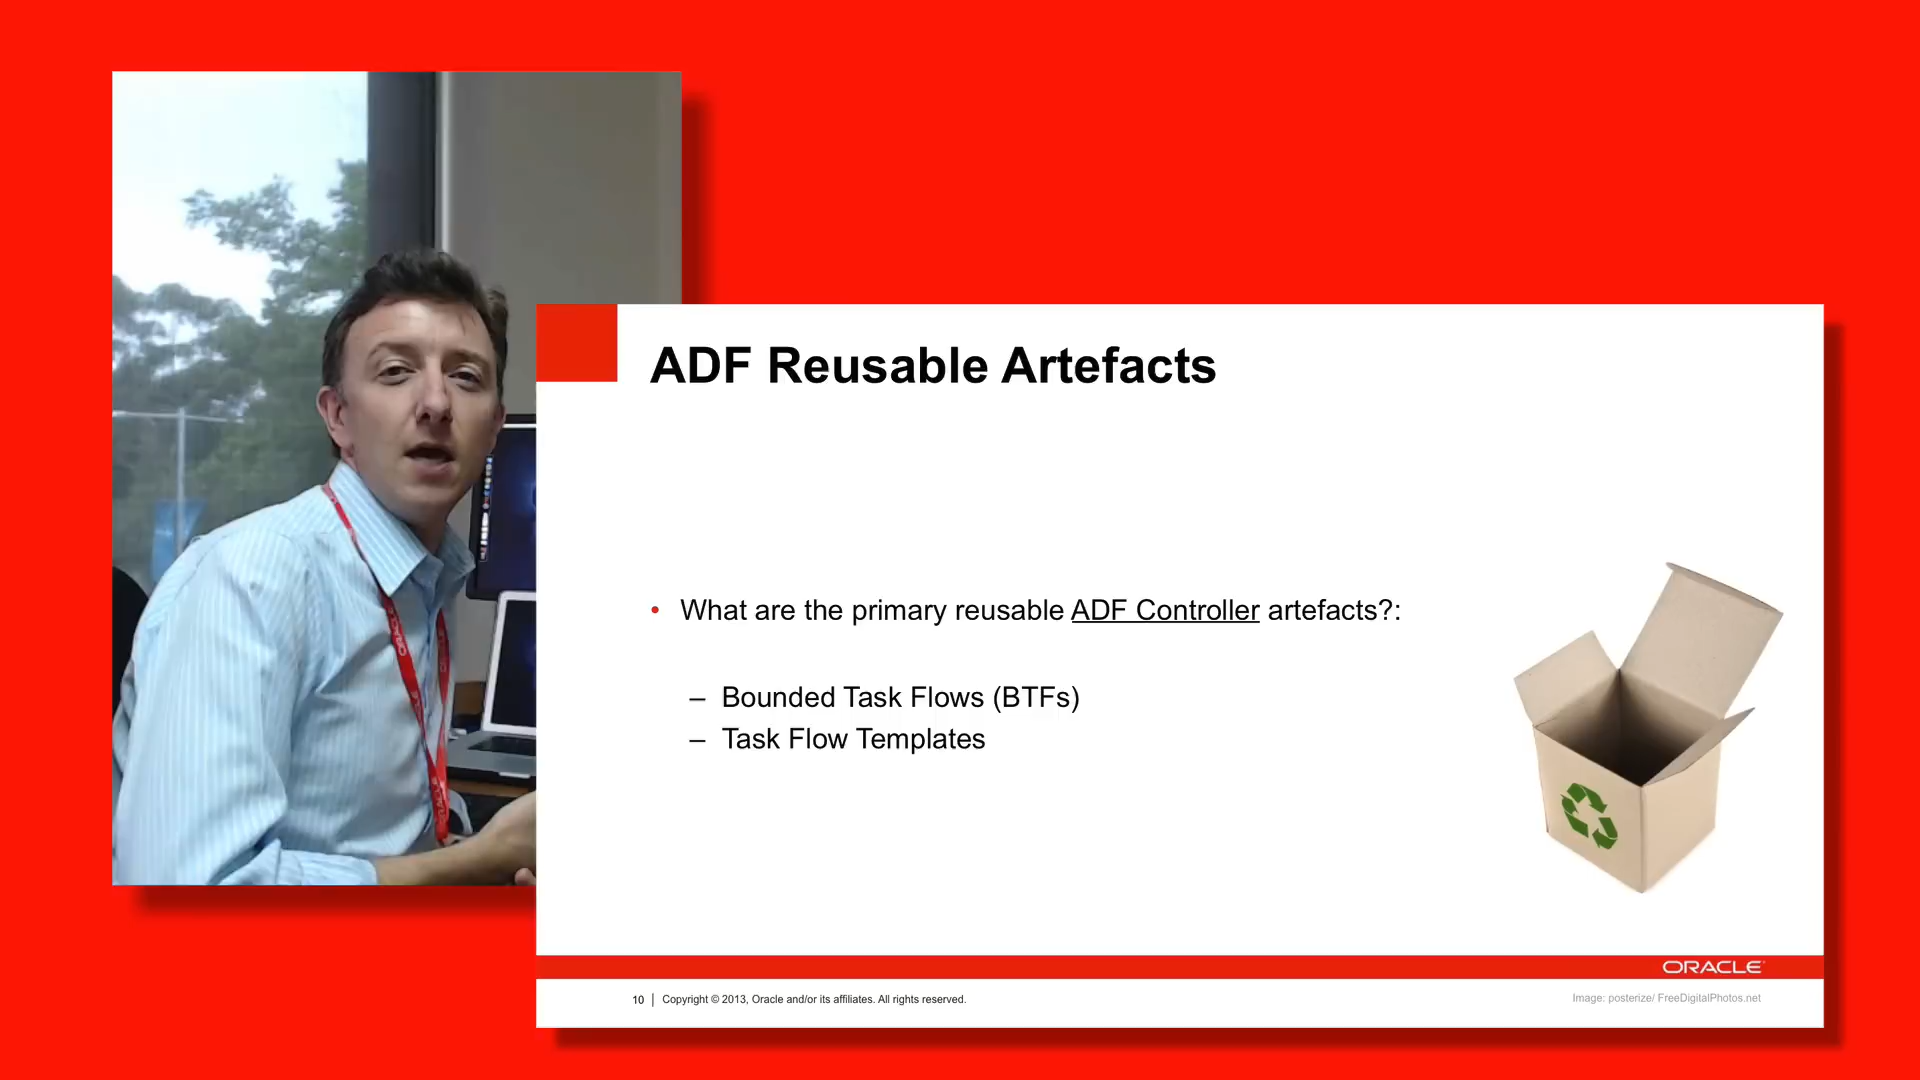 ADF Reusable Artefacts
• What are the primary reusable ADF Controller artefacts?:
– Bounded Task Flows (BTFs)
– Task Flow Templates
ORACLE
10 | Copyright © 2013, Oracle and/or its affiliates. All rights reserved.
Image: posterize/ FreeDigitalPhotos.net
ORACLE